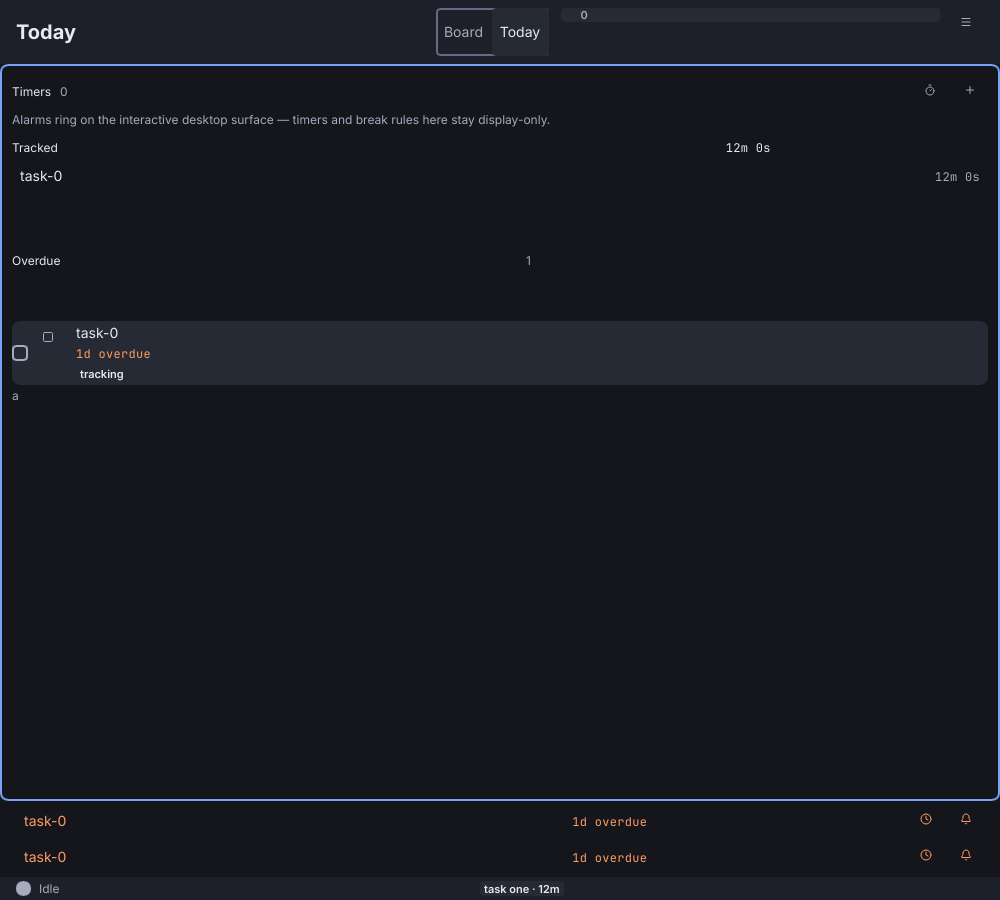 Today
Board Today 0
Timers 0
Alarms ring on the interactive desktop surface — timers and break rules here stay display-only.
Tracked 12m 0s
task-0 12m 0s
Overdue 1
task-0
1d overdue
tracking
a
task-0 1d overdue
task-0 1d overdue
Idle task one · 12m